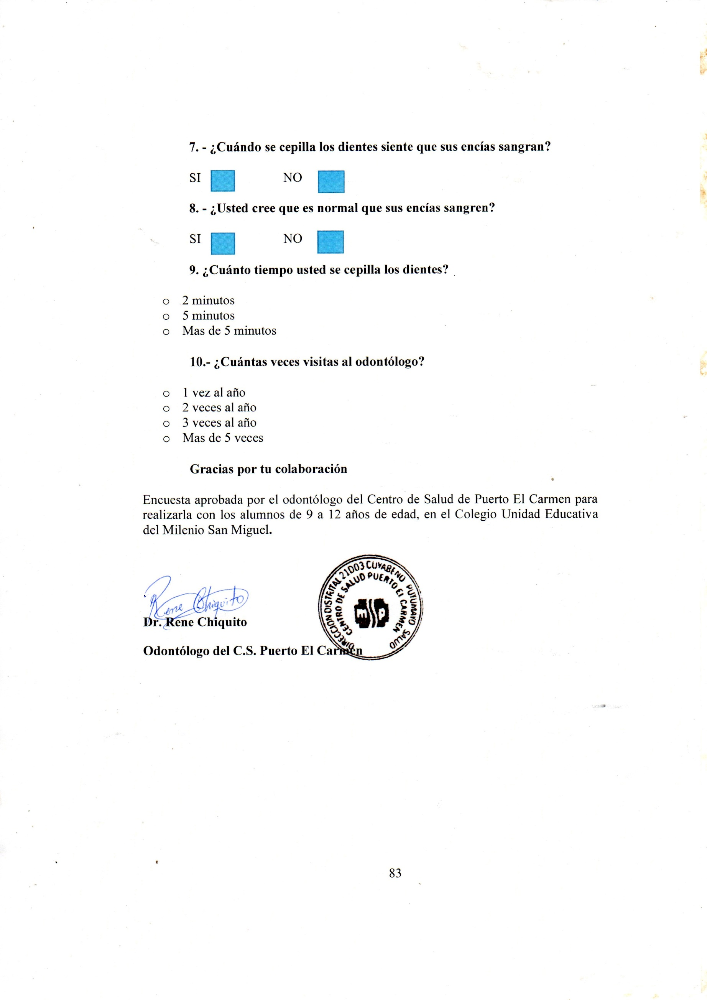 7. - ¿Cuándo se cepilla los dientes siente que sus encías sangran?
SI NO
8. - ¿Usted cree que es normal que sus encías sangren?
SI NO
9. ¿Cuánto tiempo usted se cepilla los dientes?
o 2 minutos
o 5 minutos
o Mas de 5 minutos
10.- ¿Cuántas veces visitas al odontólogo?
o 1 vez al año
o 2 veces al año
o 3 veces al año
o Mas de 5 veces
Gracias por tu colaboración
Encuesta aprobada por el odontólogo del Centro de Salud de Puerto El Carmen para
realizarla con los alumnos de 9 a 12 años de edad, en el Colegio Unidad Educativa
del Milenio San Miguel.
Rene Chiquito
Dr. Rene Chiquito
Odontólogo del C.S. Puerto El Carmen
DIRECCION DISTRITAL 21D03 CUYABENO PUTUMAYO SALUD
CENTRO DE SALUD PUERTO El CARMEN
83